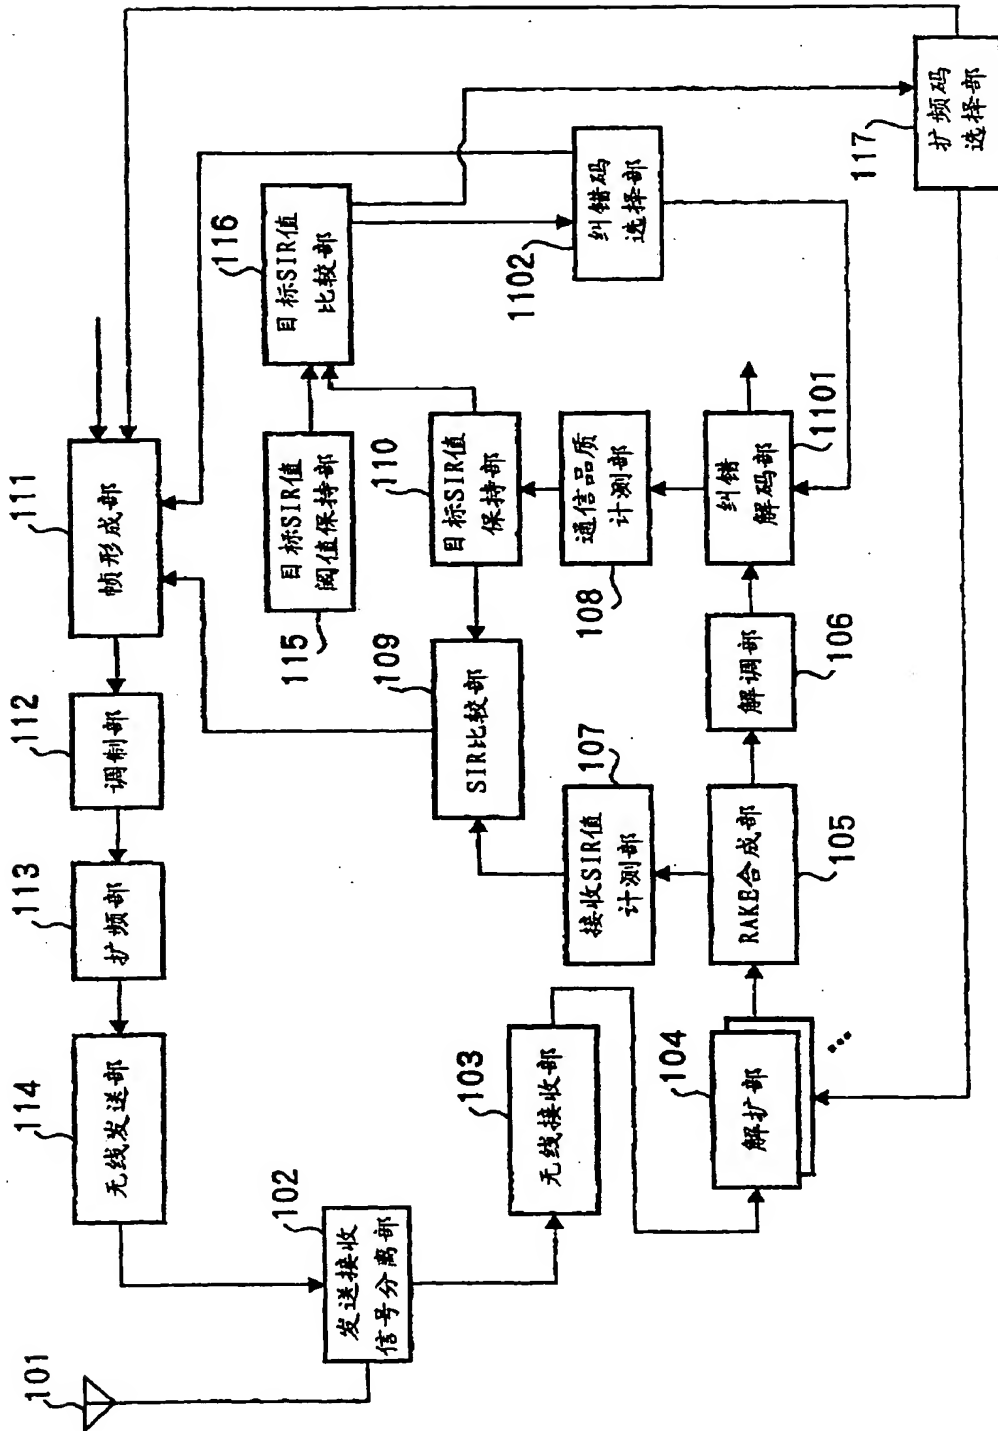 101
102
发送接收
信号分离部
114
无线发送部
113
扩频部
112
调制部
111
帧形成部
103
无线接收部
109
SIR比较部
115
目标SIR值
阈值保持部
116
目标SIR值
比较部
110
目标SIR值
保持部
107
接收SIR值
计测部
108
通信品质
计测部
1102
纠错码
选择部
104
解扩部
105
RAKE合成部
106
解调部
1101
纠错
解码部
117
扩频码
选择部